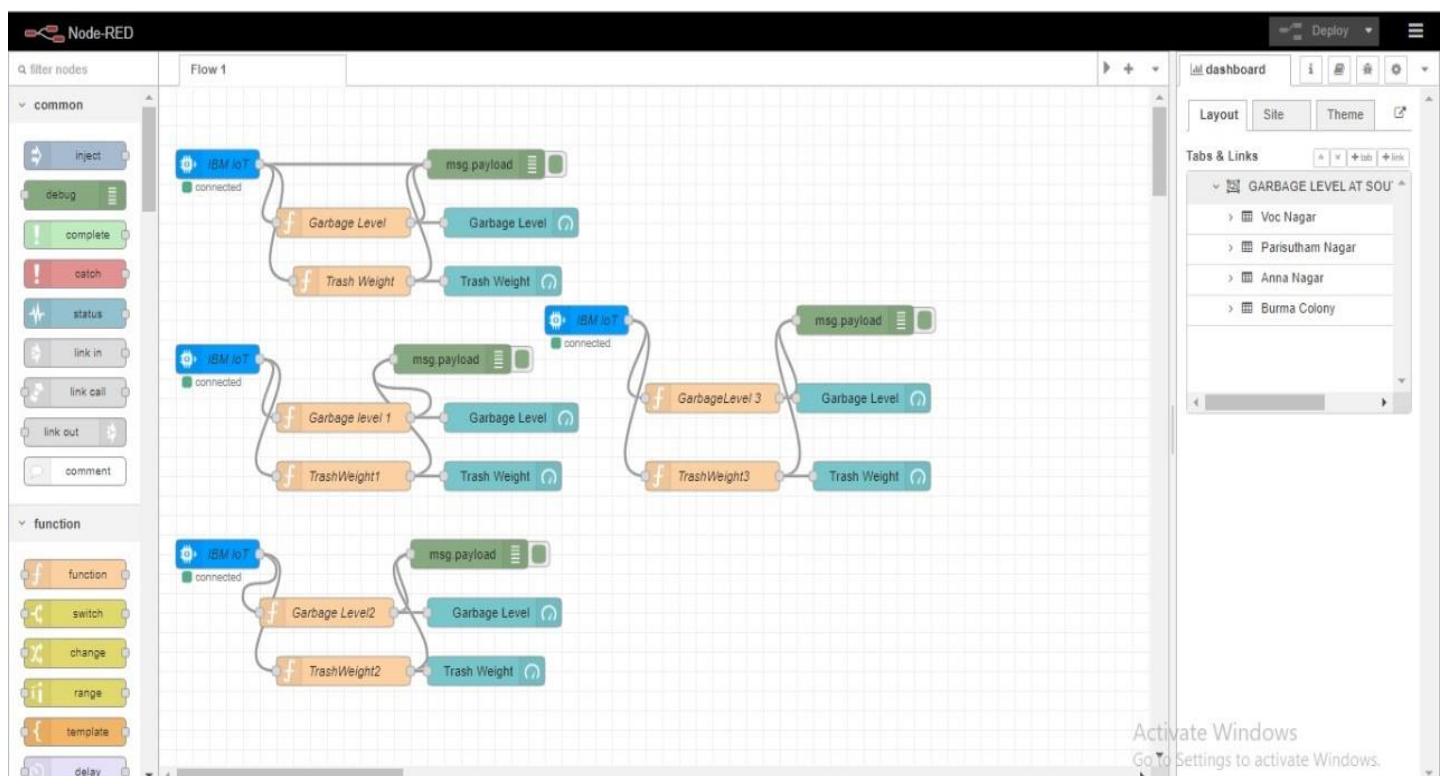 Node-RED
Deploy
filter nodes
Flow 1
dashboard
i
common
Layout
Site
Theme
inject
IBM IoT
msg.payload
Tabs & Links
+ tab
+ link
connected
debug
GARBAGE LEVEL AT SOU
Garbage Level
Garbage Level
Voc Nagar
complete
Parisutham Nagar
catch
Trash Weight
Trash Weight
Anna Nagar
status
IBM IoT
msg.payload
Burma Colony
connected
link in
IBM IoT
msg.payload
connected
link call
GarbageLevel 3
Garbage Level
Garbage level 1
Garbage Level
link out
comment
TrashWeight1
Trash Weight
TrashWeight3
Trash Weight
function
IBM IoT
msg.payload
connected
function
switch
Garbage Level2
Garbage Level
change
TrashWeight2
Trash Weight
range
template
Activate Windows
Go to Settings to activate Windows.
delay